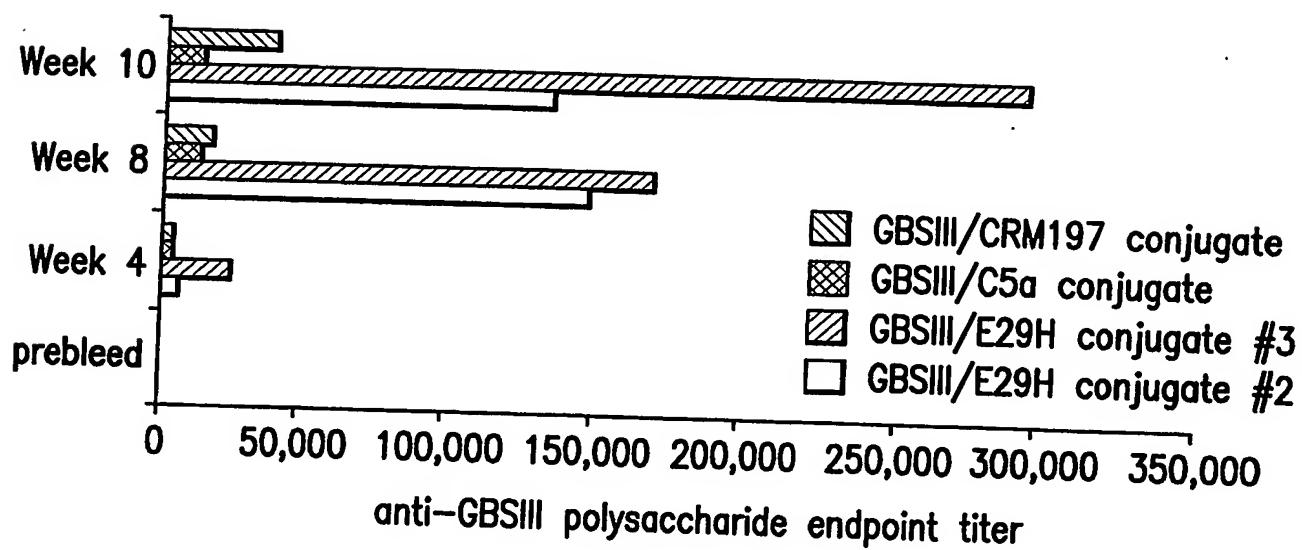 Week 10
Week 8
Week 4
prebleed
GBSIII/CRM197 conjugate
GBSIII/C5a conjugate
GBSIII/E29H conjugate #3
GBSIII/E29H conjugate #2
0 50,000 100,000 150,000 200,000 250,000 300,000 350,000
anti-GBSIII polysaccharide endpoint titer